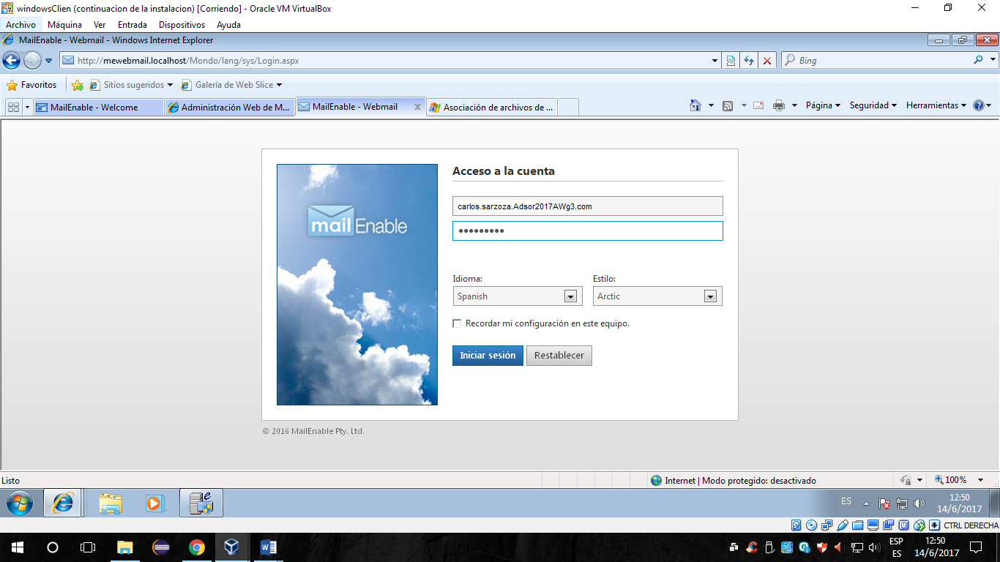 windowsClien (continuacion de la instalacion) [Corriendo] - Oracle VM VirtualBox
Archivo Máquina Ver Entrada Dispositivos Ayuda
MailEnable - Webmail - Windows Internet Explorer
http://mewebmail.localhost/Mondo/lang/sys/Login.aspx
Bing
Favoritos Sitios sugeridos Galería de Web Slice
MailEnable - Welcome
Administración Web de M...
MailEnable - Webmail
Asociación de archivos de ...
Página Seguridad Herramientas
mailEnable
Acceso a la cuenta
carlos.sarzoza.Adsor2017AWg3.com
•••••••••
Idioma: Estilo:
Spanish Arctic
Recordar mi configuración en este equipo.
Iniciar sesión Restablecer
© 2016 MailEnable Pty. Ltd.
Listo
Internet | Modo protegido: desactivado
100%
ES
12:50
14/6/2017
CTRL DERECHA
ESP
ES
12:50
14/6/2017